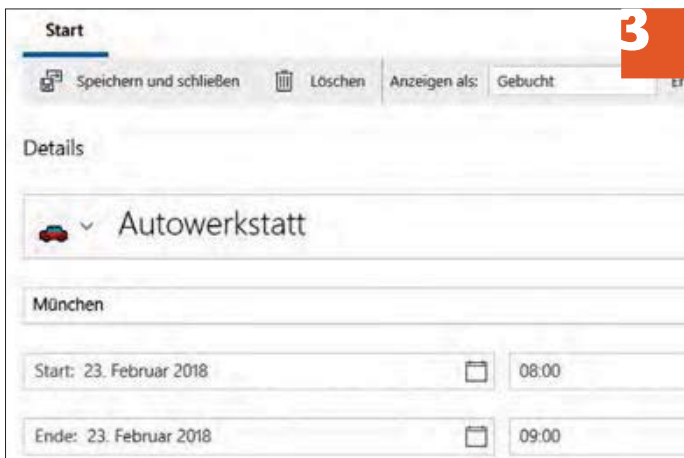 Start
3
Speichern und schließen Löschen Anzeigen als: Gebucht
Details
Autowerkstatt
München
Start: 23. Februar 2018 08:00
Ende: 23. Februar 2018 09:00